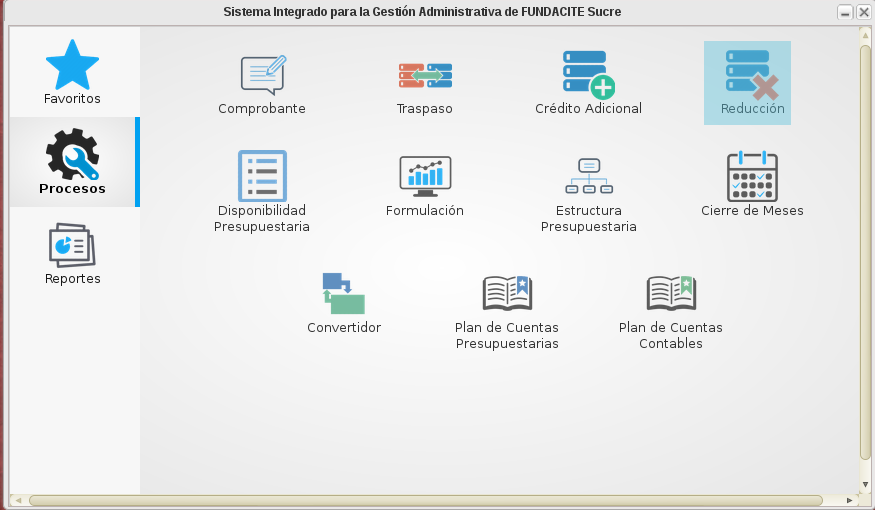 Sistema Integrado para la Gestión Administrativa de FUNDACITE Sucre
Favoritos
Procesos
Reportes
Comprobante
Traspaso
Crédito Adicional
Reducción
Disponibilidad
Presupuestaria
Formulación
Estructura
Presupuestaria
Cierre de Meses
Convertidor
Plan de Cuentas
Presupuestarias
Plan de Cuentas
Contables